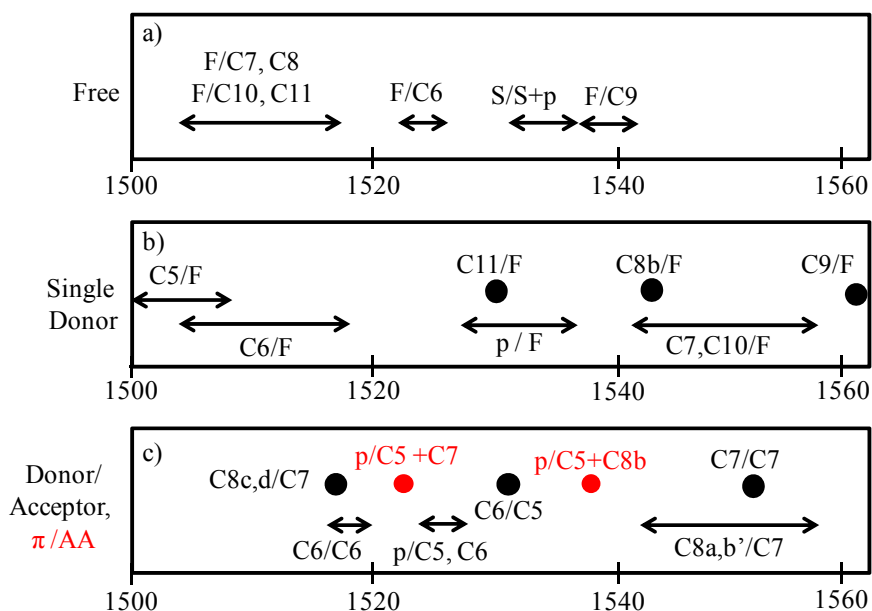 a)
F/C7, C8
F/C10, C11
F/C6
S/S+p
F/C9
Free
1500
1520
1540
1560
b)
C5/F
C11/F
C8b/F
C9/F
Single
Donor
C6/F
p / F
C7,C10/F
1500
1520
1540
1560
c)
p/C5 +C7
p/C5+C8b
C7/C7
C8c,d/C7
Donor/
Acceptor,
π /AA
C6/C5
C6/C6
p/C5, C6
C8a,b’/C7
1500
1520
1540
1560